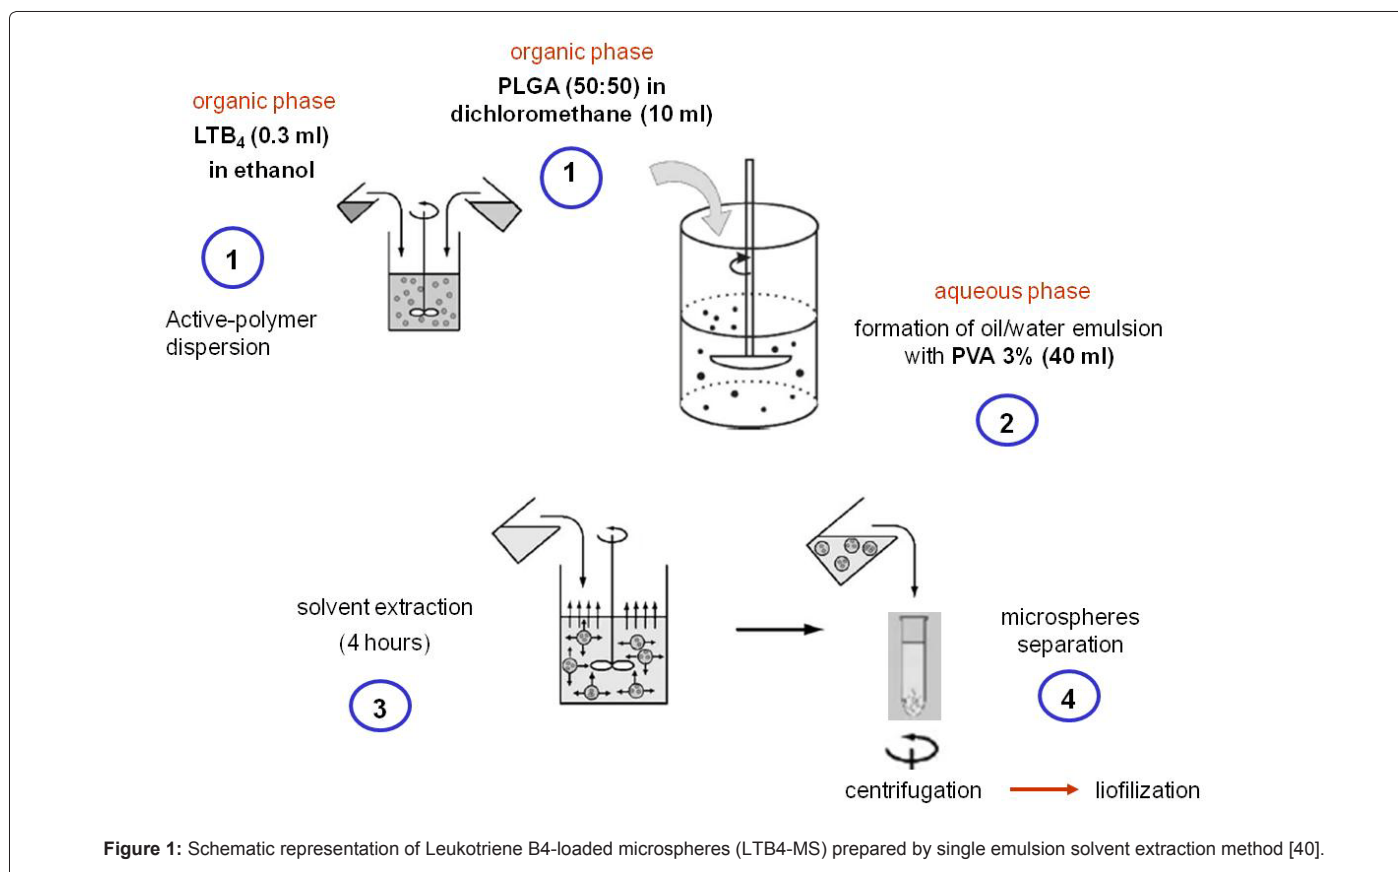 organic phase
PLGA (50:50) in
dichloromethane (10 ml)
1
organic phase
LTB4 (0.3 ml)
in ethanol
1
Active-polymer
dispersion
aqueous phase
formation of oil/water emulsion
with PVA 3% (40 ml)
2
solvent extraction
(4 hours)
3
microspheres
separation
4
centrifugation
liofilization
Figure 1: Schematic representation of Leukotriene B4-loaded microspheres (LTB4-MS) prepared by single emulsion solvent extraction method [40].